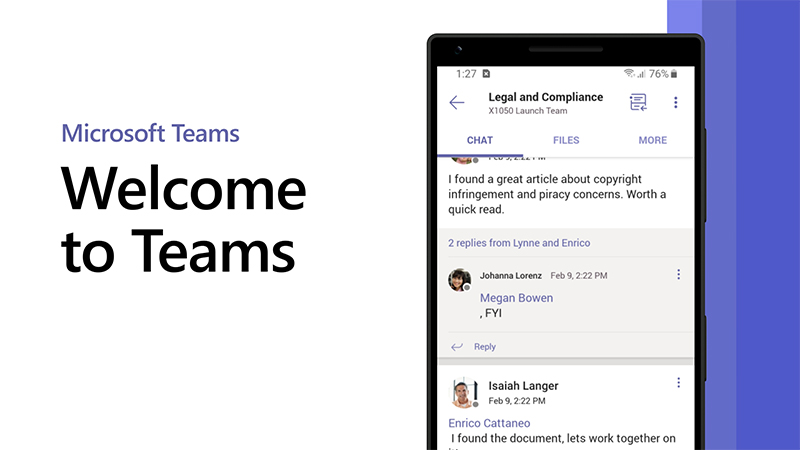 Microsoft Teams
Welcome
to Teams
1:27
76%
Legal and Compliance
X1050 Launch Team
CHAT
FILES
MORE
Feb 9, 2:22 PM
I found a great article about copyright
infringement and piracy concerns. Worth a
quick read.
2 replies from Lynne and Enrico
Johanna Lorenz Feb 9, 2:22 PM
Megan Bowen
, FYI
Reply
Isaiah Langer
Feb 9, 2:22 PM
Enrico Cattaneo
I found the document, lets work together on